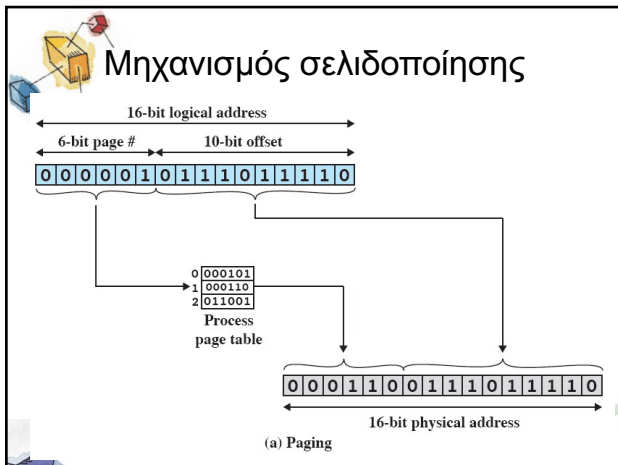 Μηχανισμός σελιδοποίησης
16-bit logical address
6-bit page # 10-bit offset
0 0 0 0 0 1 0 1 1 1 0 1 1 1 1 0
0 000101
1 000110
2 011001
Process
page table
0 0 0 1 1 0 0 1 1 1 0 1 1 1 1 0
16-bit physical address
(a) Paging